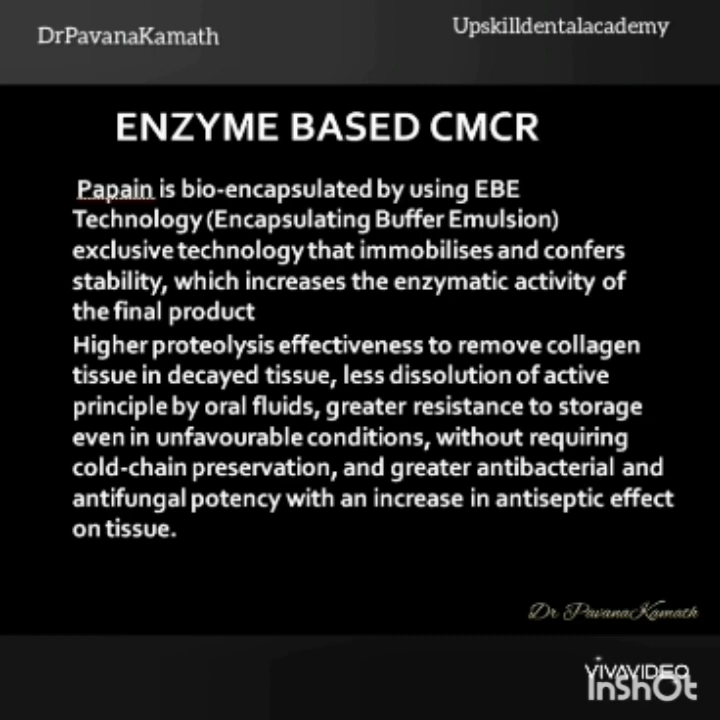 DrPavanaKamath
Upskilldentalacademy
ENZYME BASED CMCR
Papain is bio-encapsulated by using EBE
Technology (Encapsulating Buffer Emulsion)
exclusive technology that immobilises and confers
stability, which increases the enzymatic activity of
the final product
Higher proteolysis effectiveness to remove collagen
tissue in decayed tissue, less dissolution of active
principle by oral fluids, greater resistance to storage
even in unfavourable conditions, without requiring
cold-chain preservation, and greater antibacterial and
antifungal potency with an increase in antiseptic effect
on tissue.
Dr PavanaKamath
VIVAVIDEO
InShOt